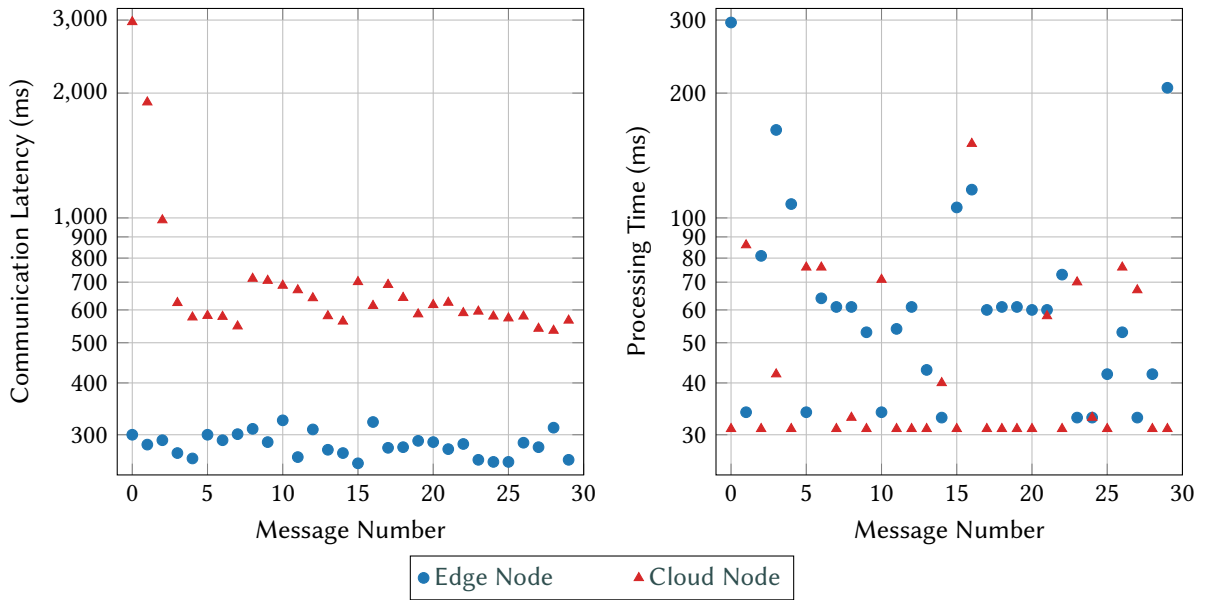 Communication Latency (ms)
3,000
2,000
1,000
900
800
700
600
500
400
300
0 5 10 15 20 25 30
Message Number
Processing Time (ms)
300
200
100
90
80
70
60
50
40
30
0 5 10 15 20 25 30
Message Number
Edge Node Cloud Node